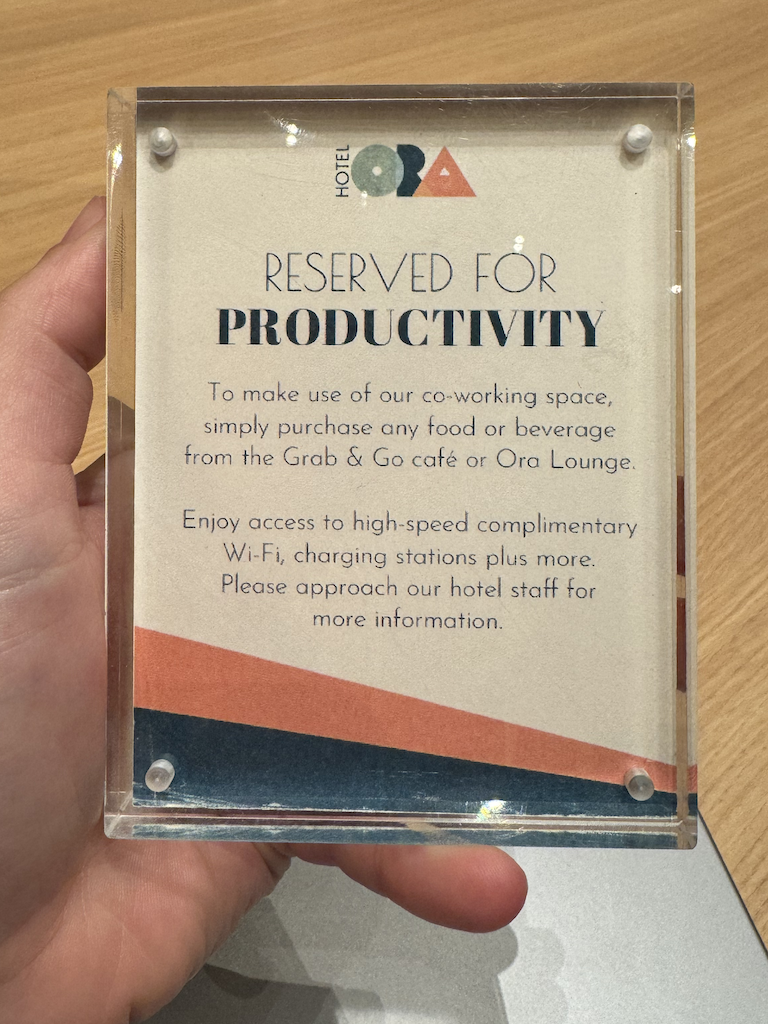 HOTEL ORA
RESERVED FOR
PRODUCTIVITY
To make use of our co-working space,
simply purchase any food or beverage
from the Grab & Go café or Ora Lounge.
Enjoy access to high-speed complimentary
Wi-Fi, charging stations plus more.
Please approach our hotel staff for
more information.